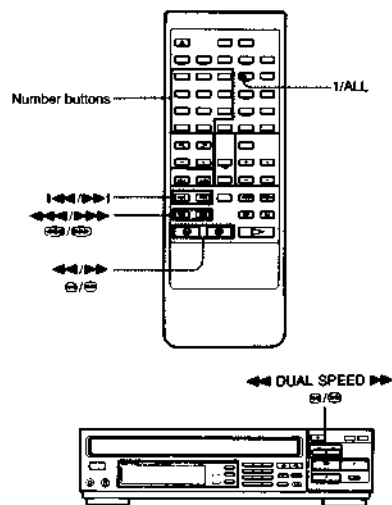 1/ALL
Number buttons
I◀◀/▶▶I
◀◀◀/▶▶▶
◀◀/▶▶
◀◀ DUAL SPEED ▶▶